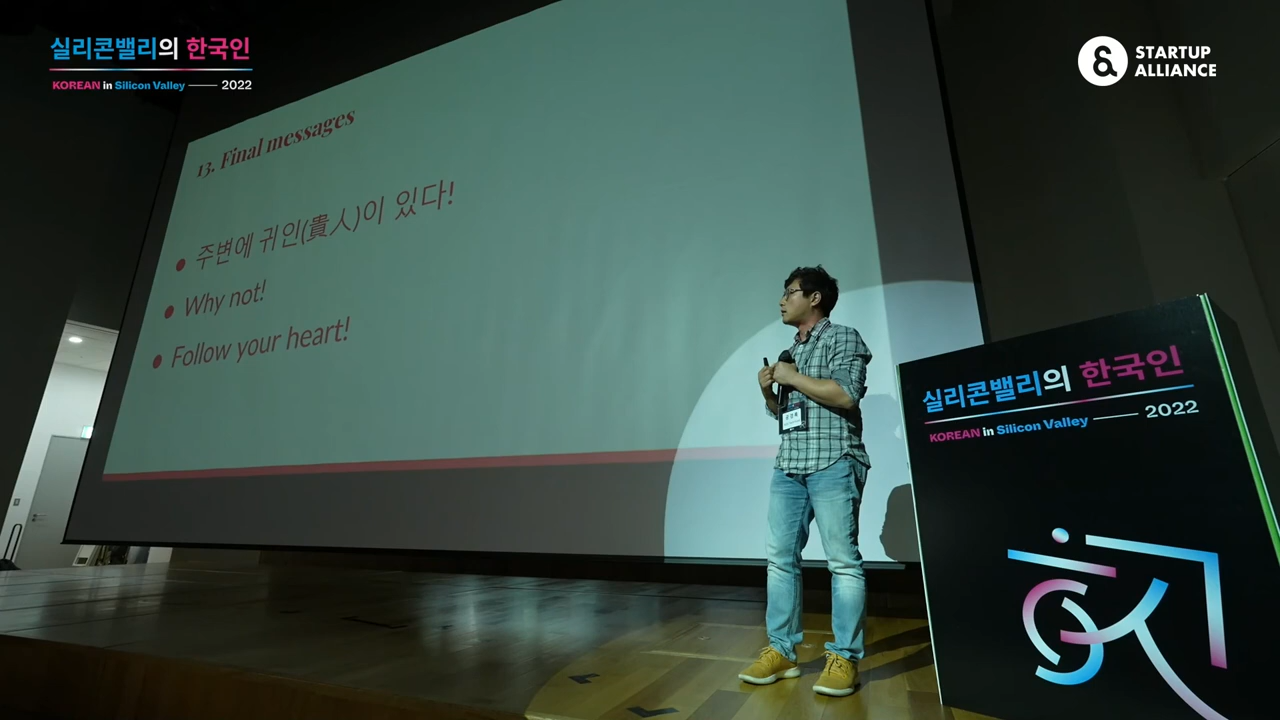 실리콘밸리의 한국인
KOREAN in Silicon Valley 2022
STARTUP
ALLIANCE
13. Final messages
주변에 귀인(貴人)이 있다!
Why not!
Follow your heart!
실리콘밸리의 한국인
KOREAN in Silicon Valley 2022